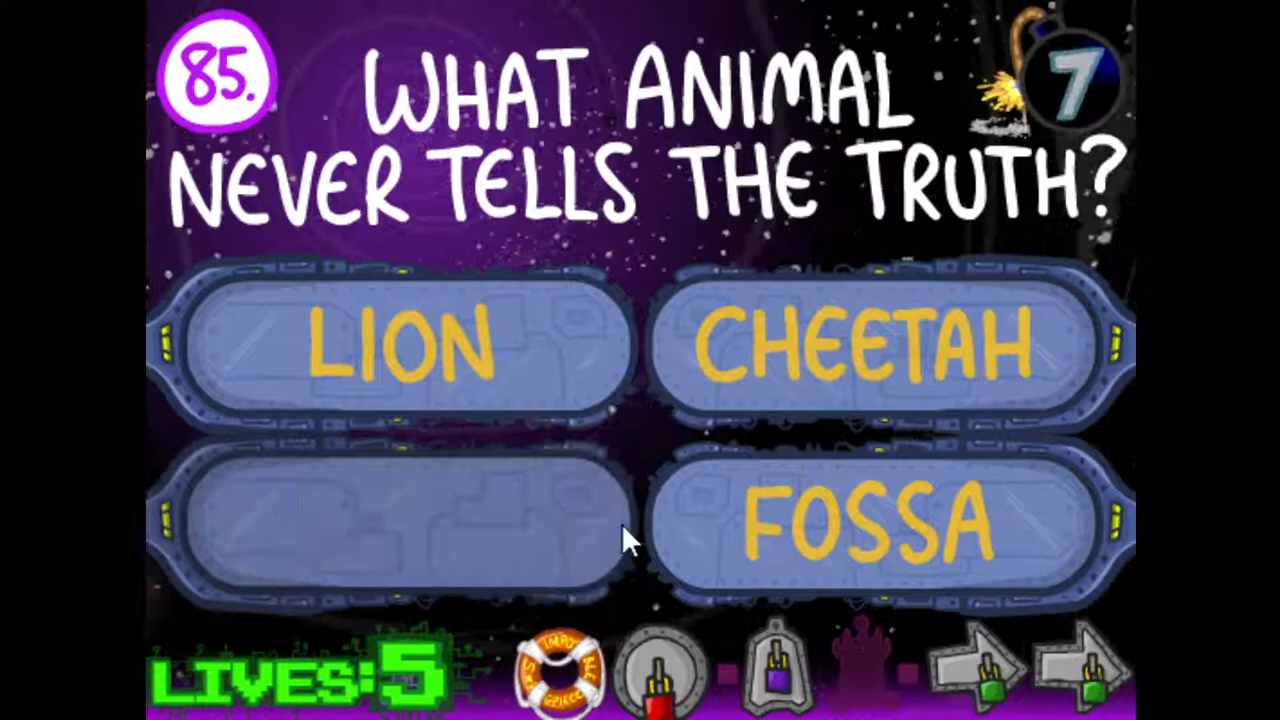 85.
WHAT ANIMAL
NEVER TELLS THE TRUTH?
7
LION
CHEETAH
FOSSA
LIVES:5